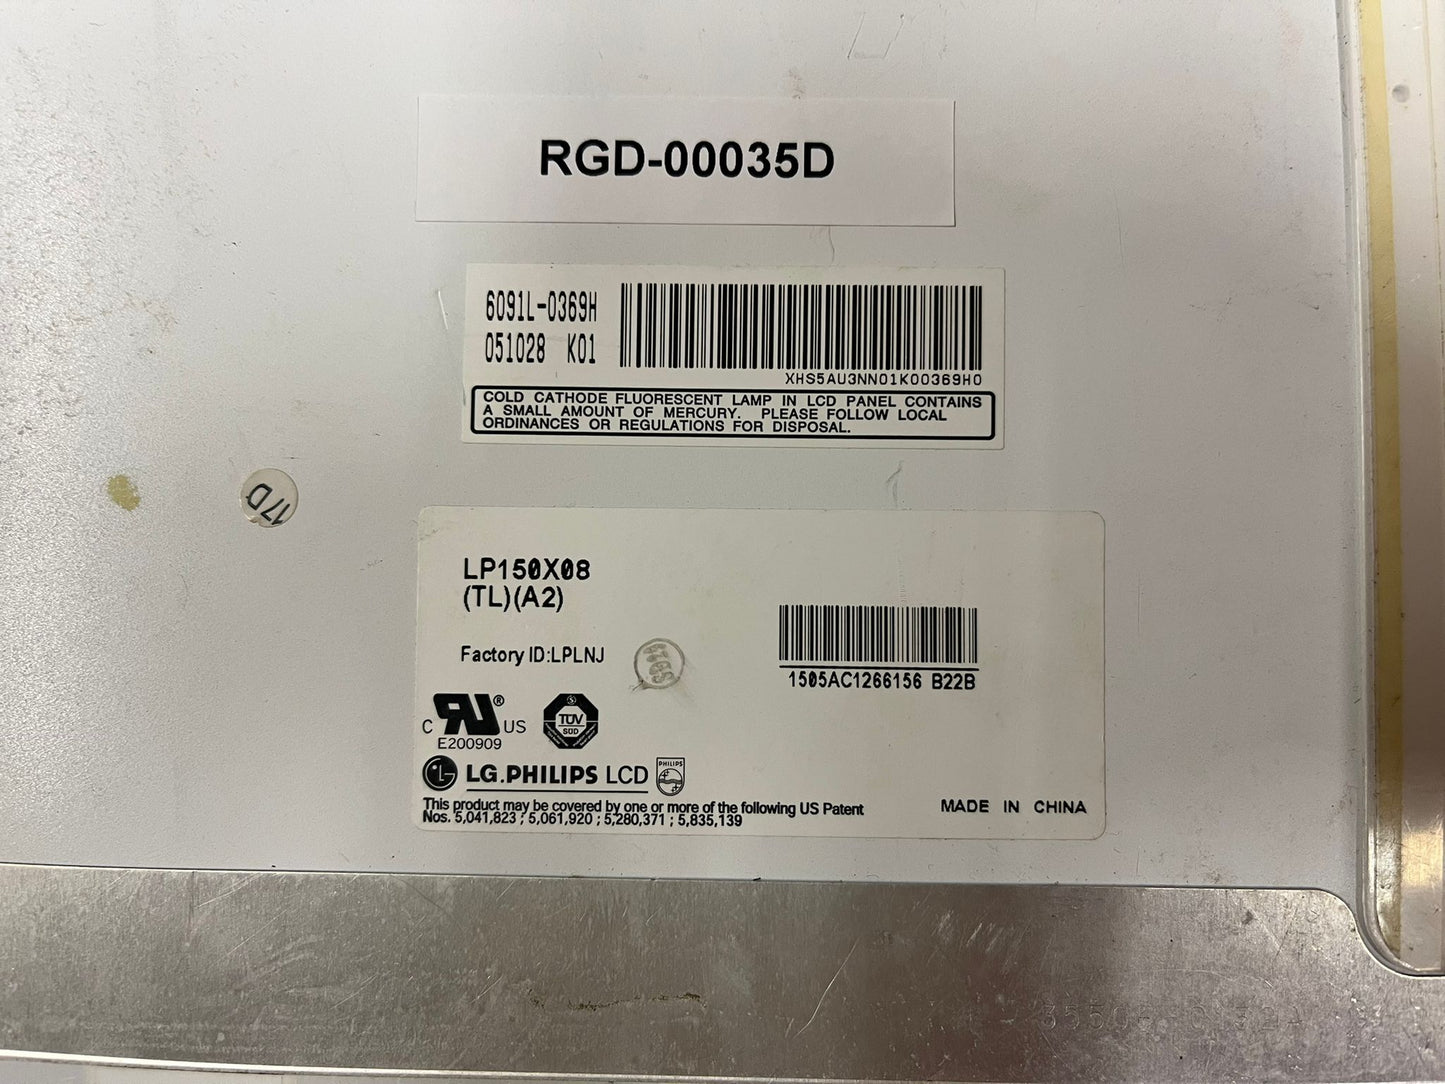 RGD-00035D
6091L-0369H
051028 K01
XHS5AU3NN01K00369H0
COLD CATHODE FLUORESCENT LAMP IN LCD PANEL CONTAINS
A SMALL AMOUNT OF MERCURY. PLEASE FOLLOW LOCAL
ORDINANCES OR REGULATIONS FOR DISPOSAL.
17D
LP150X08
(TL)(A2)
Factory ID:LPLNJ
1505AC1266156 B22B
C RU® US
E200909
TÜV
SÜD
LG.PHILIPS LCD
PHILIPS
This product may be covered by one or more of the following US Patent
Nos. 5,041,823 ; 5,061,920 ; 5,280,371 ; 5,835,139
MADE IN CHINA